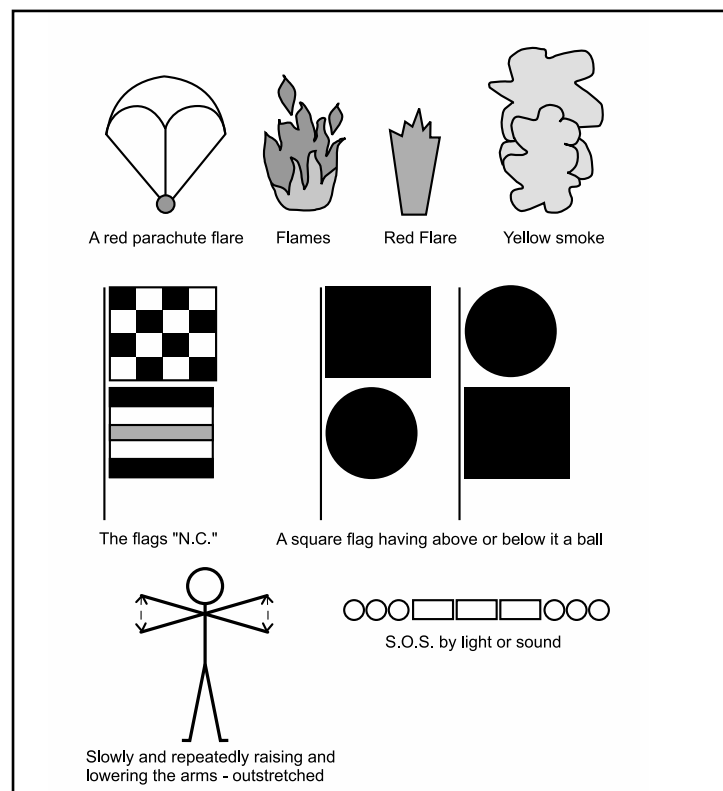 A red parachute flare
Flames
Red Flare
Yellow smoke
The flags "N.C."
A square flag having above or below it a ball
S.O.S. by light or sound
Slowly and repeatedly raising and
lowering the arms - outstretched